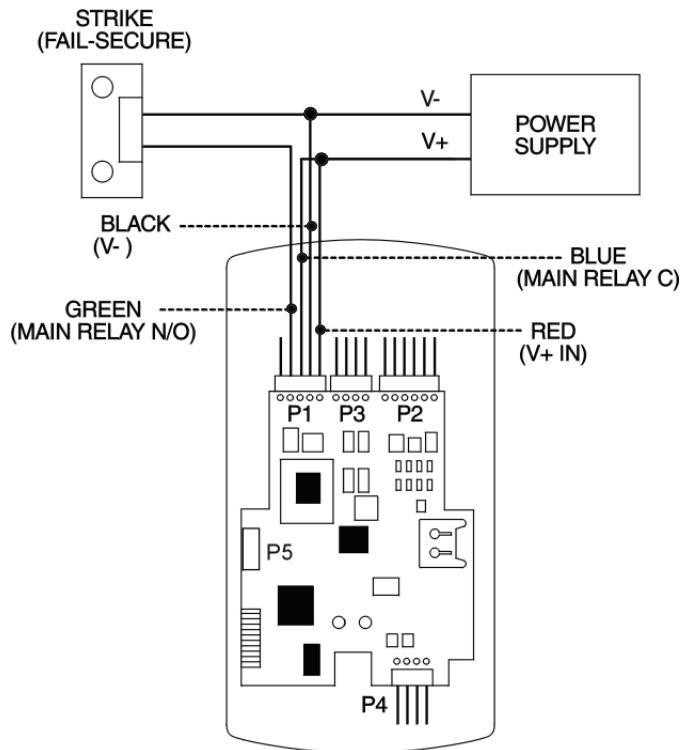 STRIKE
(FAIL-SECURE)
V-
V+
POWER
SUPPLY
BLACK
(V- )
BLUE
(MAIN RELAY C)
GREEN
(MAIN RELAY N/O)
RED
(V+ IN)
P1
P3
P2
P5
P4